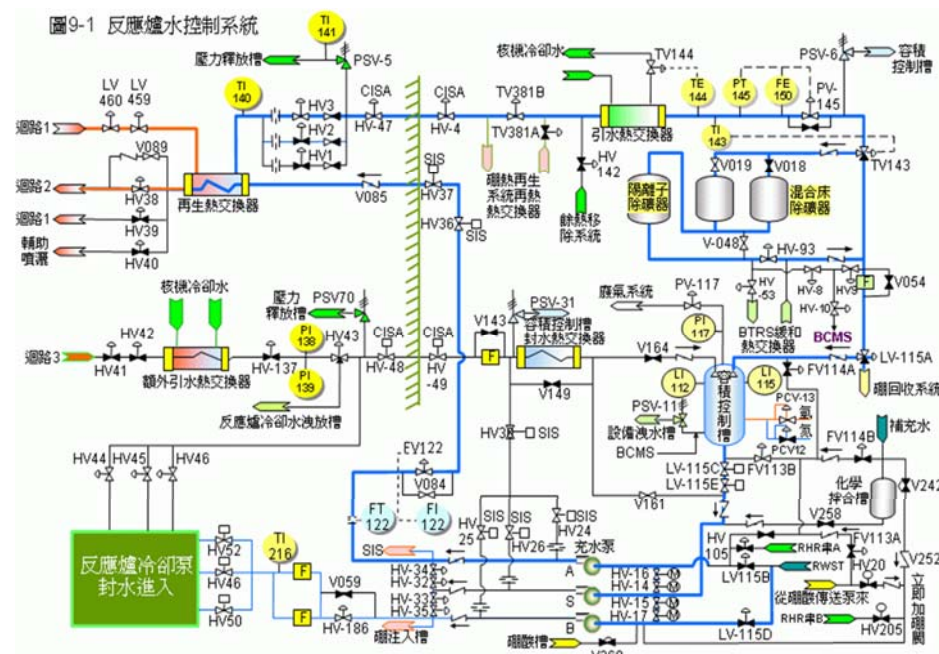 圖9-1 反應爐水控制系統
TI
141
壓力釋放槽
PSV-5
核機冷卻水
TV144
PSV-6
容積
控制槽
LV
460
LV
459
TI
140
HV3
CISA
HV-47
CISA
HV-4
TV381B
TE
144
PT
145
FE
150
PV-
145
迴路1
HV2
TV381A
引水熱交換器
TI
143
V089
HV1
HV
142
V019
V018
TV143
迴路2
HV38
再生熱交換器
V085
SIS
HV37
硼熱再生
系統再熱
熱交換器
餘熱移
除系統
陽離子
除礦器
混合床
除礦器
迴路1
HV39
HV36
SIS
輔助
噴灑
HV40
V-048
HV-93
核機冷卻水
壓力
釋放槽
PSV70
PSV-31
廢氣系統
PV-117
HV
-53
HV-8
HV9
F
V054
HV-10
容積控制槽
封水熱交換器
PI
117
BTRS緩和
熱交換器
BCMS
HV42
PI
138
HV43
CISA
CISA
V143
V164
LV-115A
迴路3
HV41
HV-137
HV-48
HV
-49
F
FV114A
額外引水熱交換器
PI
139
V149
LI
112
LI
115
硼回收系統
反應爐冷卻水洩放槽
PSV-11
容積控制槽
PCV-13
氫
氮
PCV12
設備洩水槽
BCMS
FV114B
補充水
HV3
SIS
HV44
HV45
HV46
FV122
LV-115C
LV-115E
FV113B
V242
V084
V161
化學
拌合槽
FT
122
FI
122
SIS
SIS
V258
HV
25
HV26
HV24
HV
105
RHR串A
FV113A
反應爐冷卻泵
封水進入
HV52
TI
216
SIS
充水泵
A
LV115B
RWST
HV20
V252
HV46
F
V059
HV-34
HV-32
HV-33
HV-35
S
HV-16
HV-14
HV-15
HV-17
M
M
M
M
從硼酸傳送泵來
立即加硼閥
HV50
F
HV-186
B
LV-115D
RHR串B
HV205
硼注入槽
硼酸槽